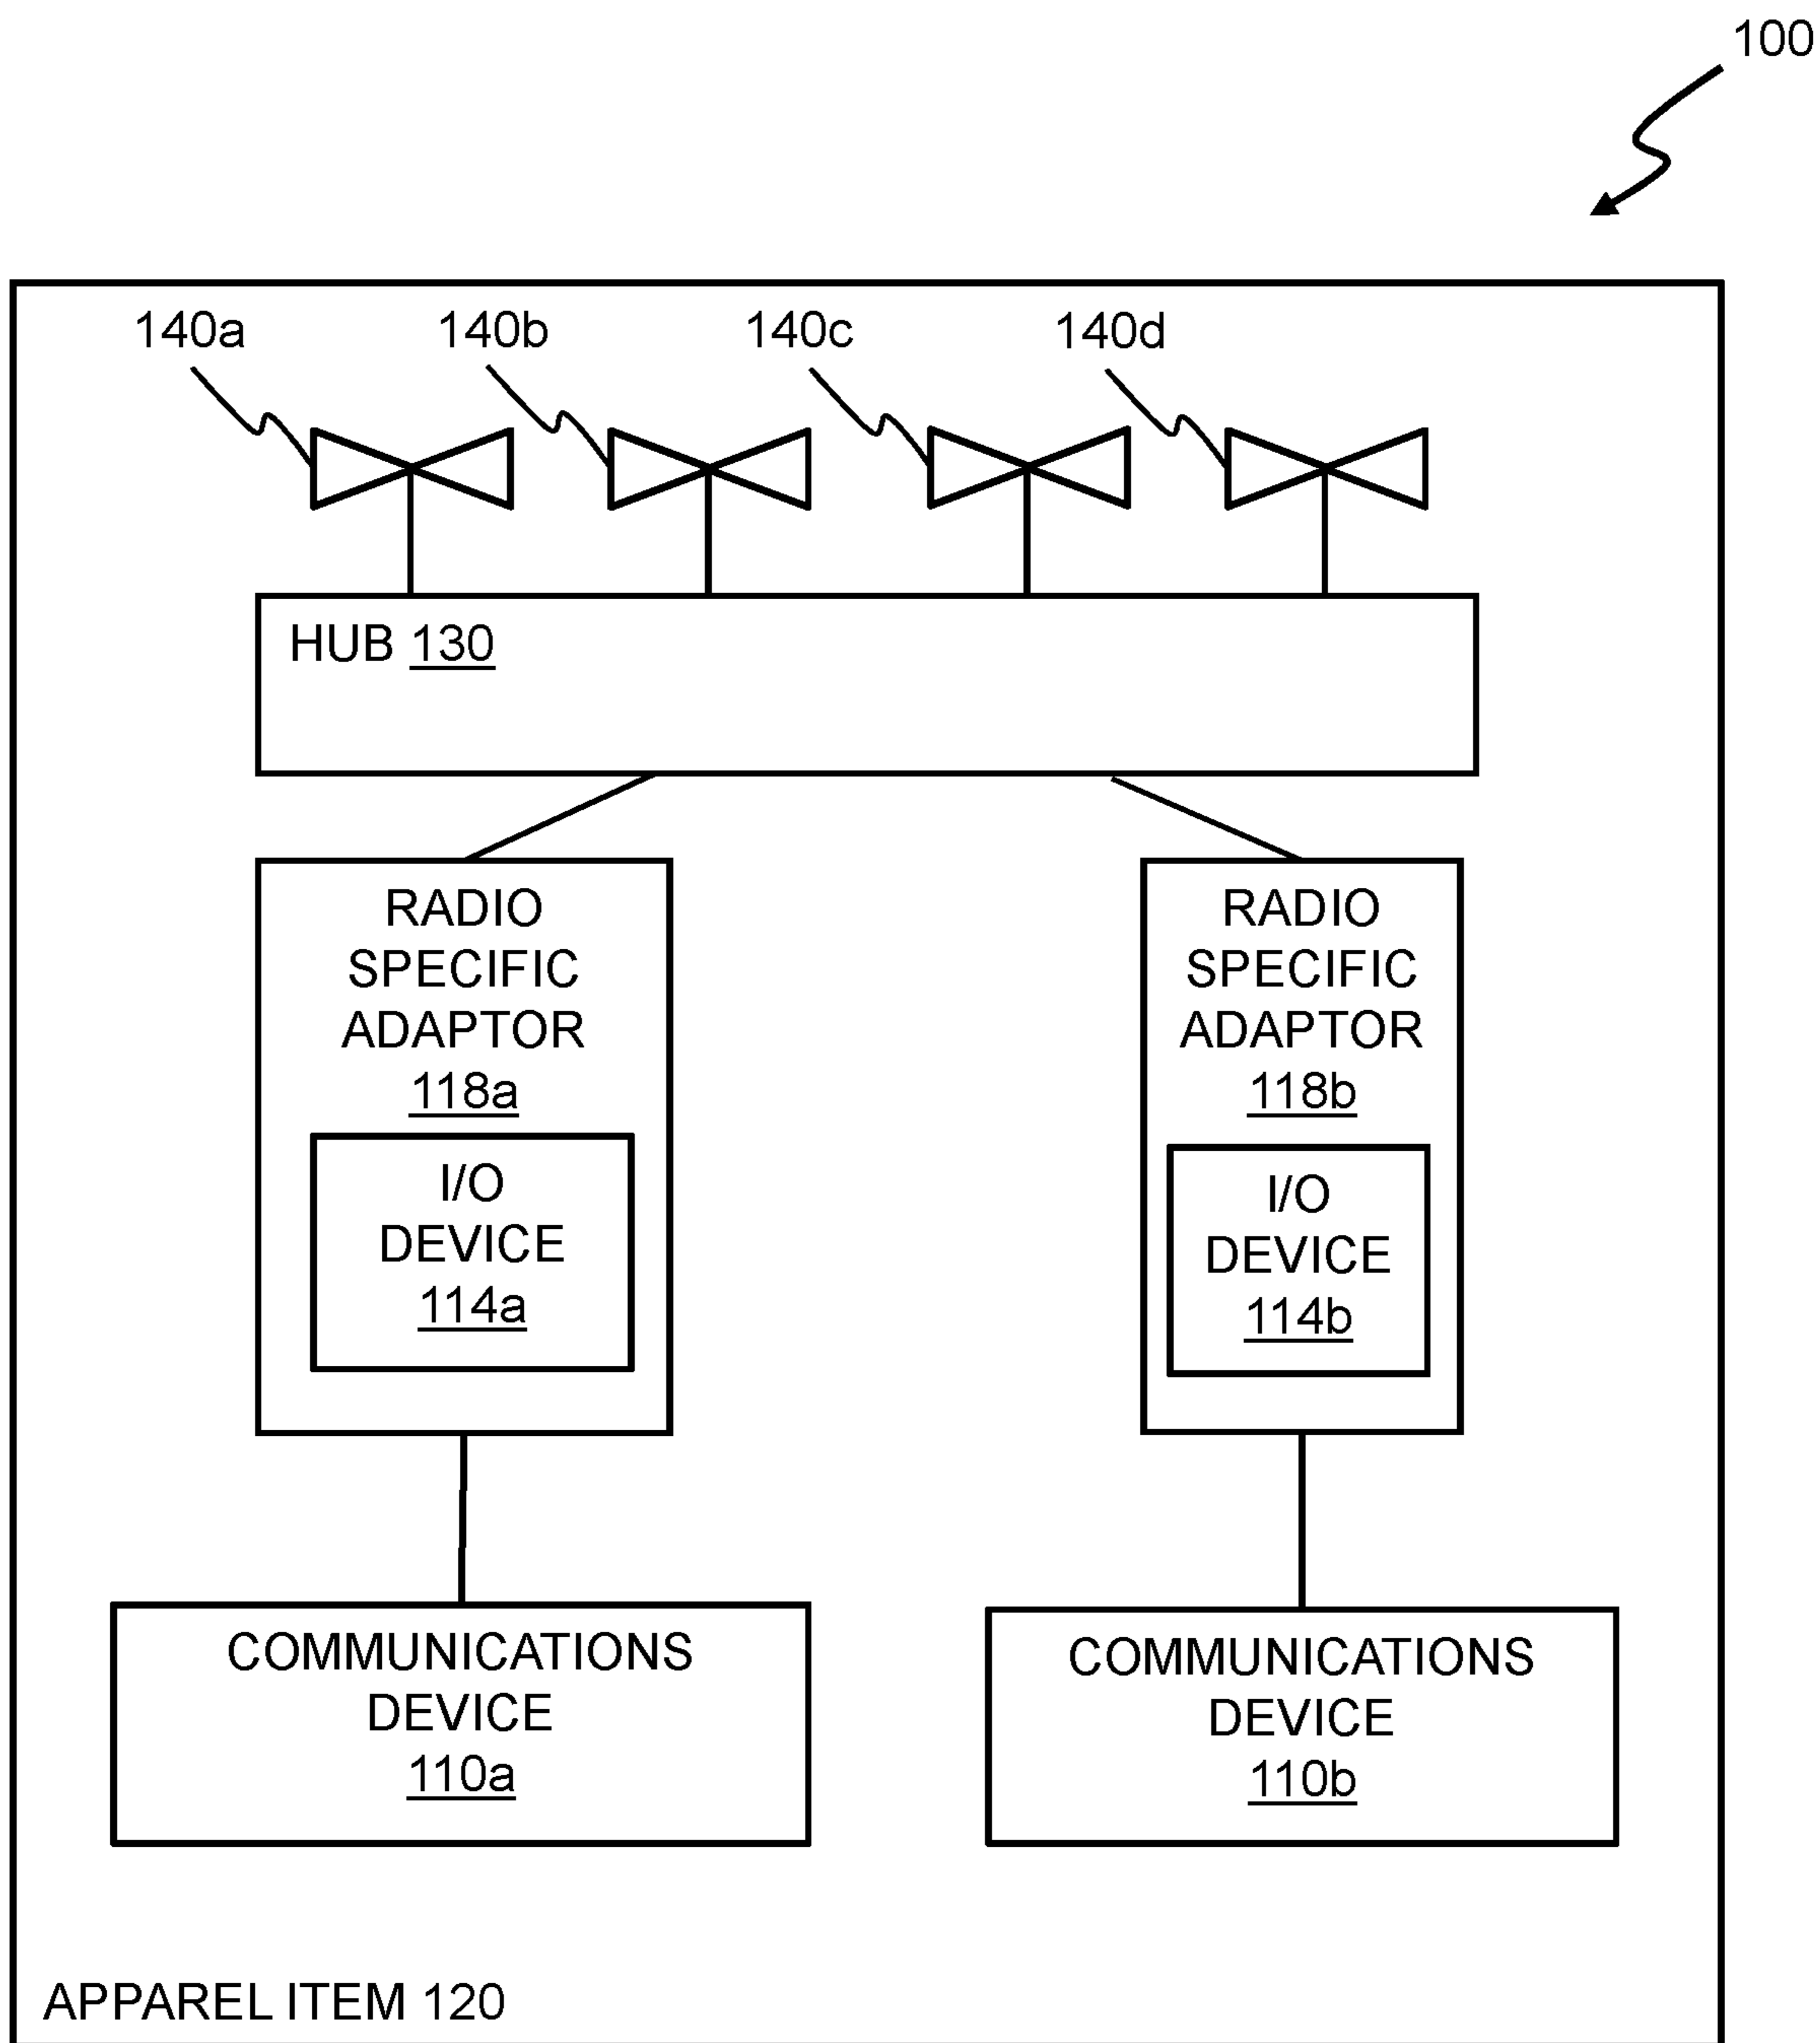 100
140a 140b 140c 140d
HUB 130
RADIO
SPECIFIC
ADAPTOR
118a
I/O
DEVICE
114a
RADIO
SPECIFIC
ADAPTOR
118b
I/O
DEVICE
114b
COMMUNICATIONS
DEVICE
110a
COMMUNICATIONS
DEVICE
110b
APPAREL ITEM 120